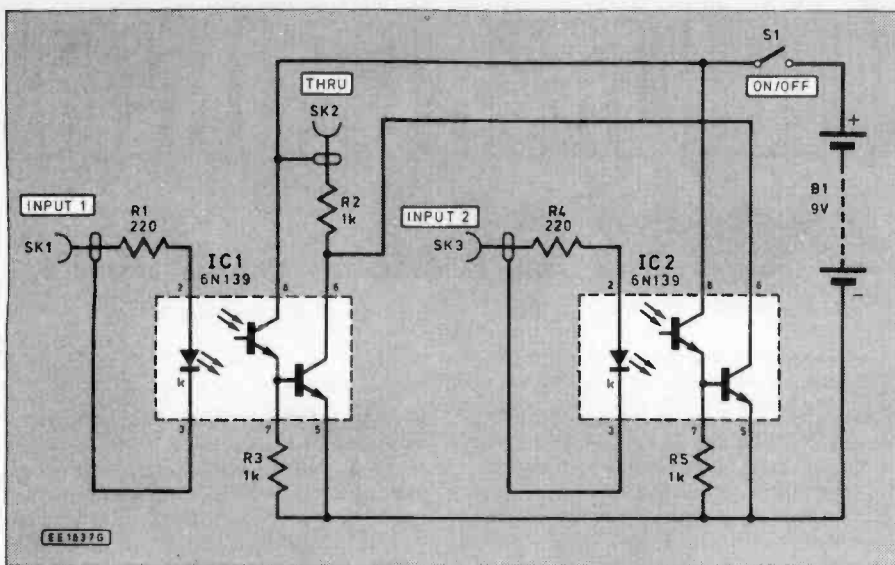 S1
ON/OFF
THRU
SK2
+
B1
9V
-
INPUT 1
SK1
R1
220
R2
1k
INPUT 2
SK3
R4
220
IC1
6N139
2
8
6
k
3
7
5
R3
1k
IC2
6N139
2
8
6
k
3
7
5
R5
1k
EE1837G